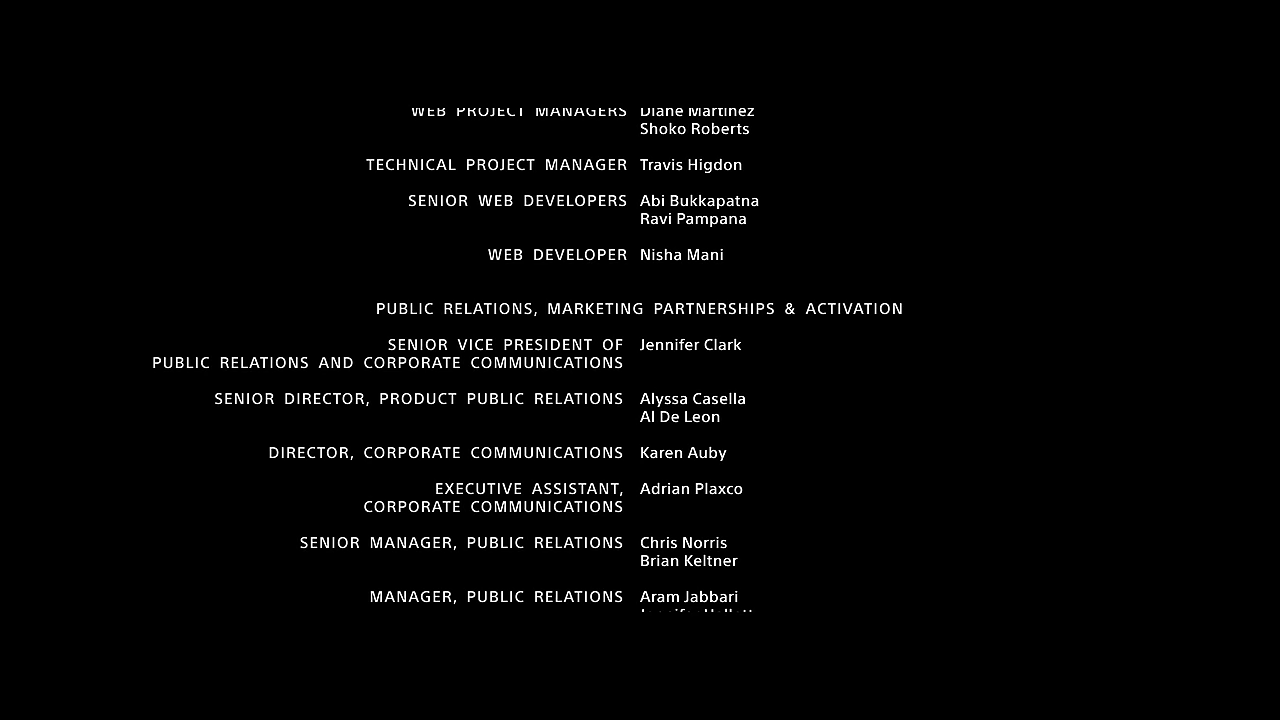 WEB PROJECT MANAGERS Diane Martinez
Shoko Roberts
TECHNICAL PROJECT MANAGER Travis Higdon
SENIOR WEB DEVELOPERS Abi Bukkapatna
Ravi Pampana
WEB DEVELOPER Nisha Mani
PUBLIC RELATIONS, MARKETING PARTNERSHIPS & ACTIVATION
SENIOR VICE PRESIDENT OF Jennifer Clark
PUBLIC RELATIONS AND CORPORATE COMMUNICATIONS
SENIOR DIRECTOR, PRODUCT PUBLIC RELATIONS Alyssa Casella
Al De Leon
DIRECTOR, CORPORATE COMMUNICATIONS Karen Auby
EXECUTIVE ASSISTANT, Adrian Plaxco
CORPORATE COMMUNICATIONS
SENIOR MANAGER, PUBLIC RELATIONS Chris Norris
Brian Keltner
MANAGER, PUBLIC RELATIONS Aram Jabbari